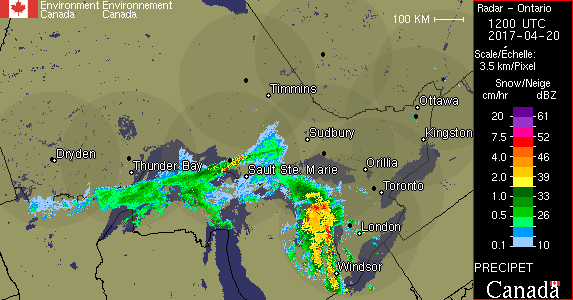 Environment Environnement
Canada Canada
100 KM
Timmins
Ottawa
Sudbury
Kingston
Dryden
Thunder Bay
Sault Ste. Marie
Orillia
Toronto
London
Windsor
Radar - Ontario
1200 UTC
2017-04-20
Scale/Échelle:
3.5 km/Pixel
Snow/Neige
cm/hr dBZ
20 61
7.5 52
4.0 46
2.0 39
1.0 33
0.5 26
0.1 10
PRECIPET
Canada